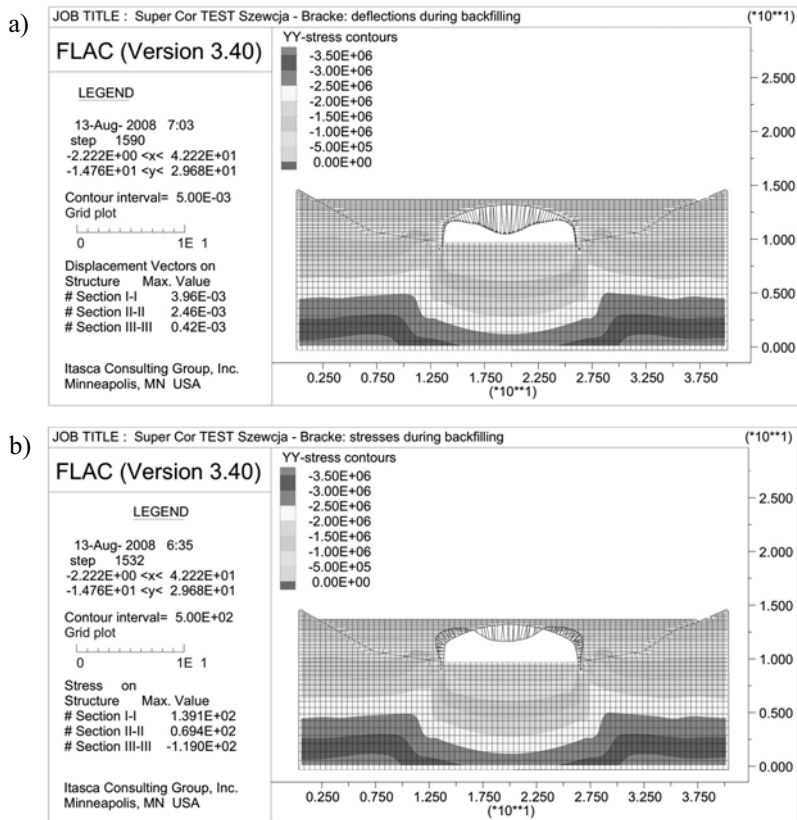 a)
JOB TITLE : Super Cor TEST Szewcja - Bracke: deflections during backfilling
(*10**1)
FLAC (Version 3.40)
LEGEND
13-Aug- 2008 7:03
step 1590
-2.222E+00 <x< 4.222E+01
-1.476E+01 <y< 2.968E+01
Contour interval= 5.00E-03
Grid plot
0 1E 1
Displacement Vectors on
Structure Max. Value
# Section I-I 3.96E-03
# Section II-II 2.46E-03
# Section III-III 0.42E-03
Itasca Consulting Group, Inc.
Minneapolis, MN USA
YY-stress contours
-3.50E+06
-3.00E+06
-2.50E+06
-2.00E+06
-1.50E+06
-1.00E+06
-5.00E+05
0.00E+00
2.500
2.000
1.500
1.000
0.500
0.000
0.250 0.750 1.250 1.750 2.250 2.750 3.250 3.750
(*10**1)
b)
JOB TITLE : Super Cor TEST Szewcja - Bracke: stresses during backfilling
(*10**1)
FLAC (Version 3.40)
LEGEND
13-Aug- 2008 6:35
step 1532
-2.222E+00 <x< 4.222E+01
-1.476E+01 <y< 2.968E+01
Contour interval= 5.00E+02
Grid plot
0 1E 1
Stress on
Structure Max. Value
# Section I-I 1.391E+02
# Section II-II 0.694E+02
# Section III-III -1.190E+02
Itasca Consulting Group, Inc.
Minneapolis, MN USA
YY-stress contours
-3.50E+06
-3.00E+06
-2.50E+06
-2.00E+06
-1.50E+06
-1.00E+06
-5.00E+05
0.00E+00
2.500
2.000
1.500
1.000
0.500
0.000
0.250 0.750 1.250 1.750 2.250 2.750 3.250 3.750
(*10**1)